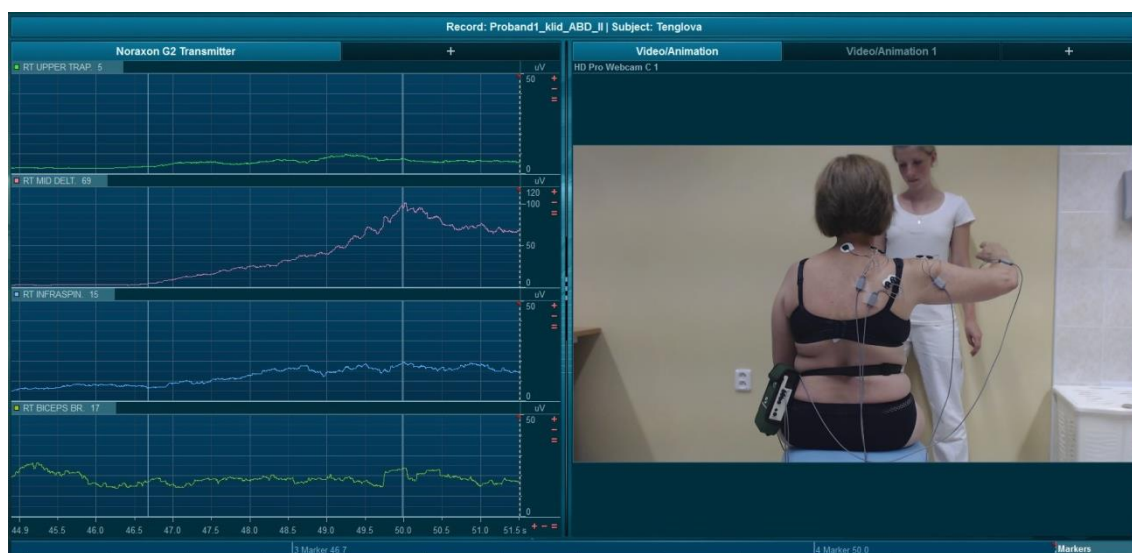 Record: Proband1_klid_ABD_II | Subject: Tenglova
Noraxon G2 Transmitter
+
Video/Animation
Video/Animation 1
+
RT UPPER TRAP. 5
uV
50
0
RT MID DELT. 69
uV
120
100
50
0
RT INFRASPIN. 15
uV
50
0
RT BICEPS BR. 17
uV
50
0
44.9 45.5 46.0 46.5 47.0 47.5 48.0 48.5 49.0 49.5 50.0 50.5 51.0 51.5 s
HD Pro Webcam C 1
3 Marker 46.7
4 Marker 50.0
Markers